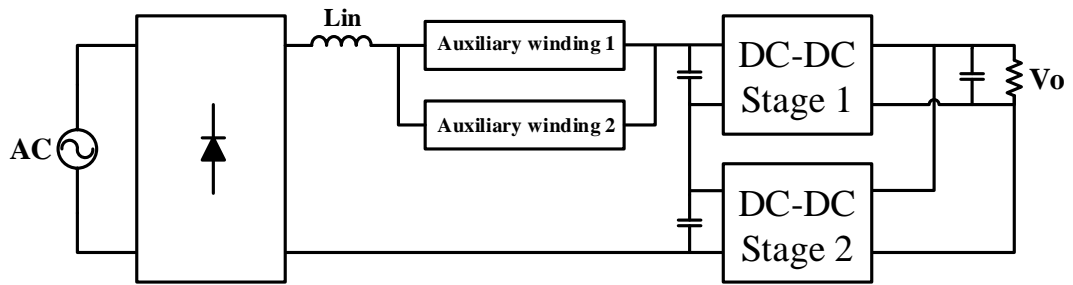 Lin
Auxiliary winding 1
Auxiliary winding 2
AC
DC-DC
Stage 1
DC-DC
Stage 2
Vo